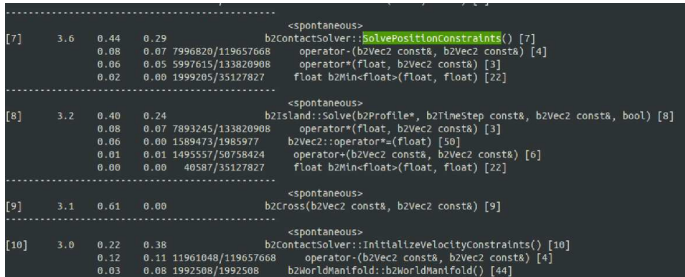 <spontaneous>
[7] 3.6 0.44 0.29 b2ContactSolver::SolvePositionConstraints() [7]
0.08 0.07 7996820/119657668 operator-(b2Vec2 const&, b2Vec2 const&) [4]
0.06 0.05 5997615/133820908 operator*(float, b2Vec2 const&) [3]
0.02 0.00 1999205/35127827 float b2Min<float>(float, float) [22]
-----------------------------------------------
<spontaneous>
[8] 3.2 0.40 0.24 b2Island::Solve(b2Profile*, b2TimeStep const&, b2Vec2 const&, bool) [8]
0.08 0.07 7893245/133820908 operator*(float, b2Vec2 const&) [3]
0.06 0.00 1589473/1985977 b2Vec2::operator*=(float) [50]
0.01 0.01 1495557/50758424 operator+(b2Vec2 const&, b2Vec2 const&) [6]
0.00 0.00 40587/35127827 float b2Min<float>(float, float) [22]
-----------------------------------------------
<spontaneous>
[9] 3.1 0.61 0.00 b2Cross(b2Vec2 const&, b2Vec2 const&) [9]
-----------------------------------------------
<spontaneous>
[10] 3.0 0.22 0.38 b2ContactSolver::InitializeVelocityConstraints() [10]
0.12 0.11 11961048/119657668 operator-(b2Vec2 const&, b2Vec2 const&) [4]
0.03 0.08 1992508/1992508 b2WorldManifold::b2WorldManifold() [44]